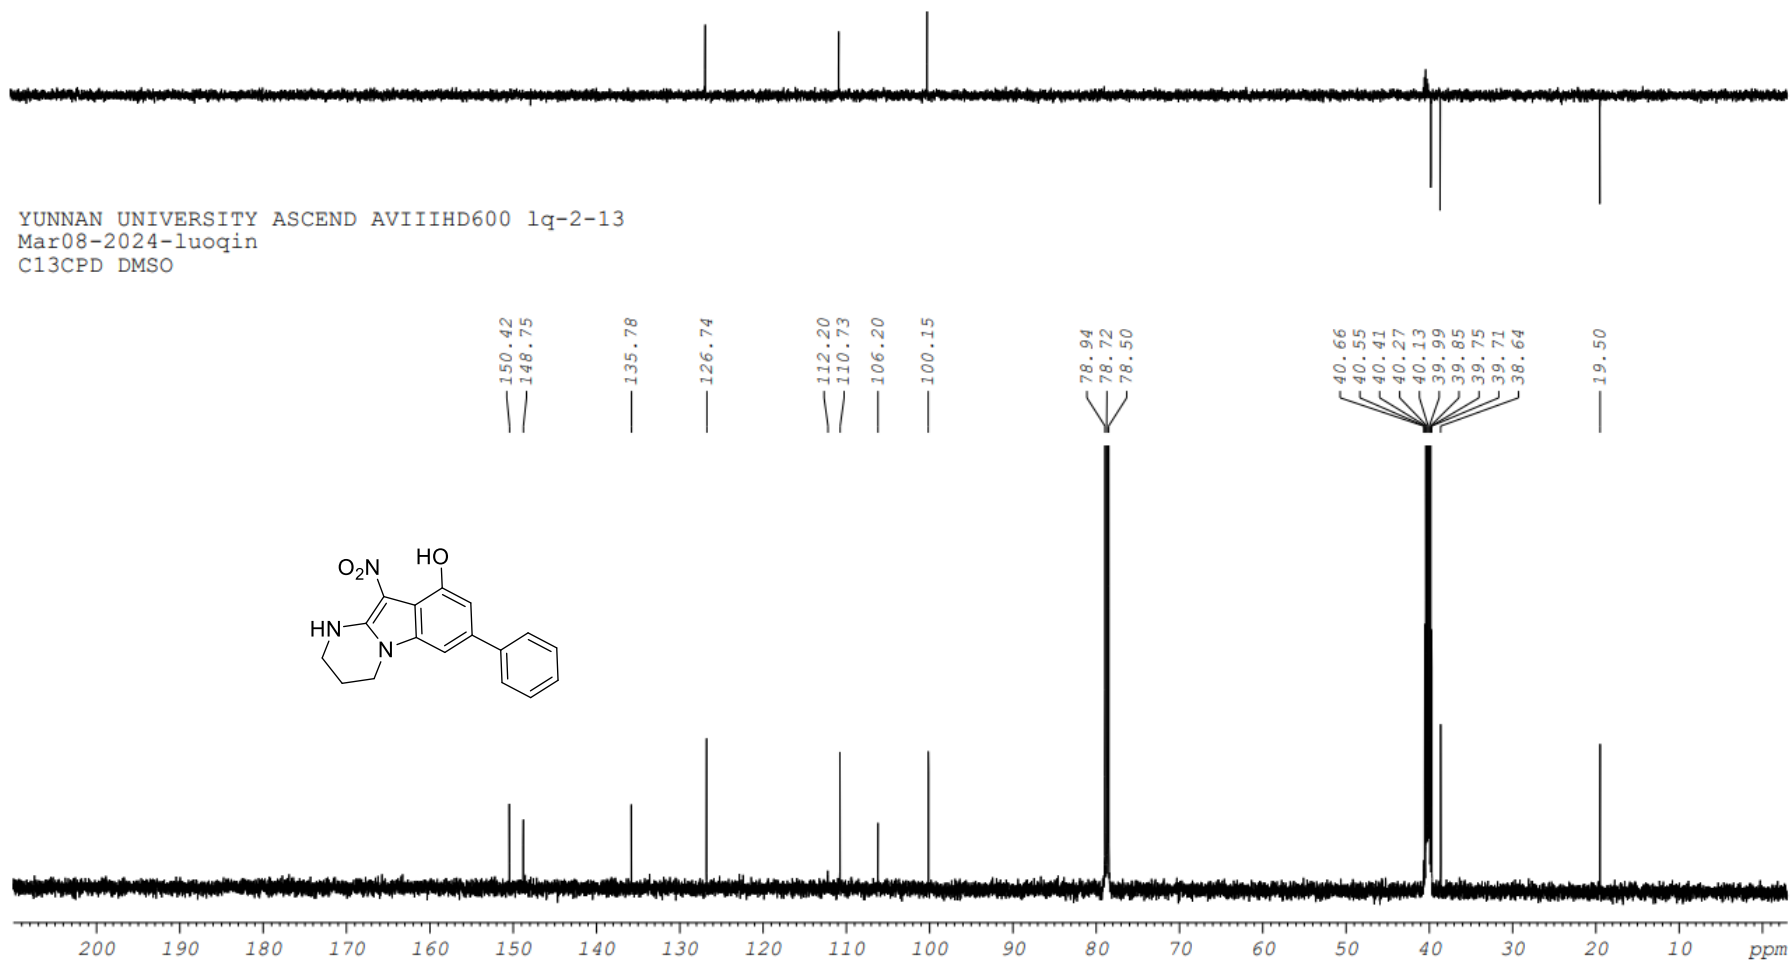 YUNNAN UNIVERSITY ASCEND AVIIIHD600 lq-2-13
Mar08-2024-luoqin
C13CPD DMSO
150.42
148.75
135.78
126.74
112.20
110.73
106.20
100.15
78.94
78.72
78.50
40.66
40.55
40.41
40.27
40.13
39.99
39.85
39.75
39.71
38.64
19.50
HO
O2N
HN
N
200 190 180 170 160 150 140 130 120 110 100 90 80 70 60 50 40 30 20 10 ppm